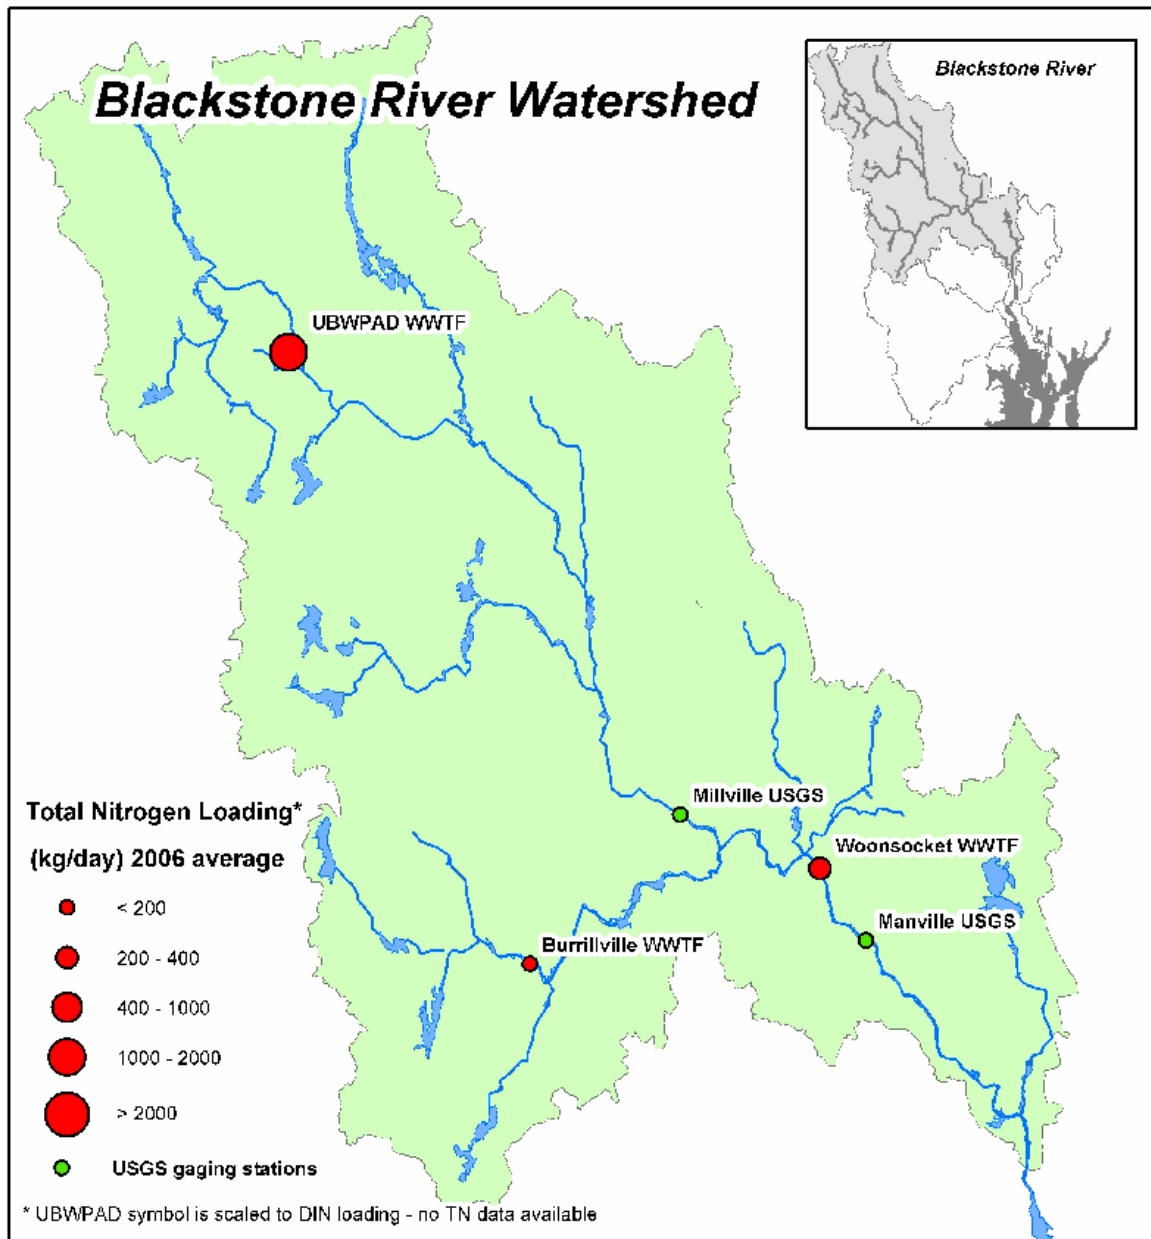 Blackstone River Watershed
Blackstone River
UBWPAD WWTF
Millville USGS
Woonsocket WWTF
Manville USGS
Burrillville WWTF
Total Nitrogen Loading*
(kg/day) 2006 average
< 200
200 - 400
400 - 1000
1000 - 2000
> 2000
USGS gaging stations
* UBWPAD symbol is scaled to DIN loading - no TN data available